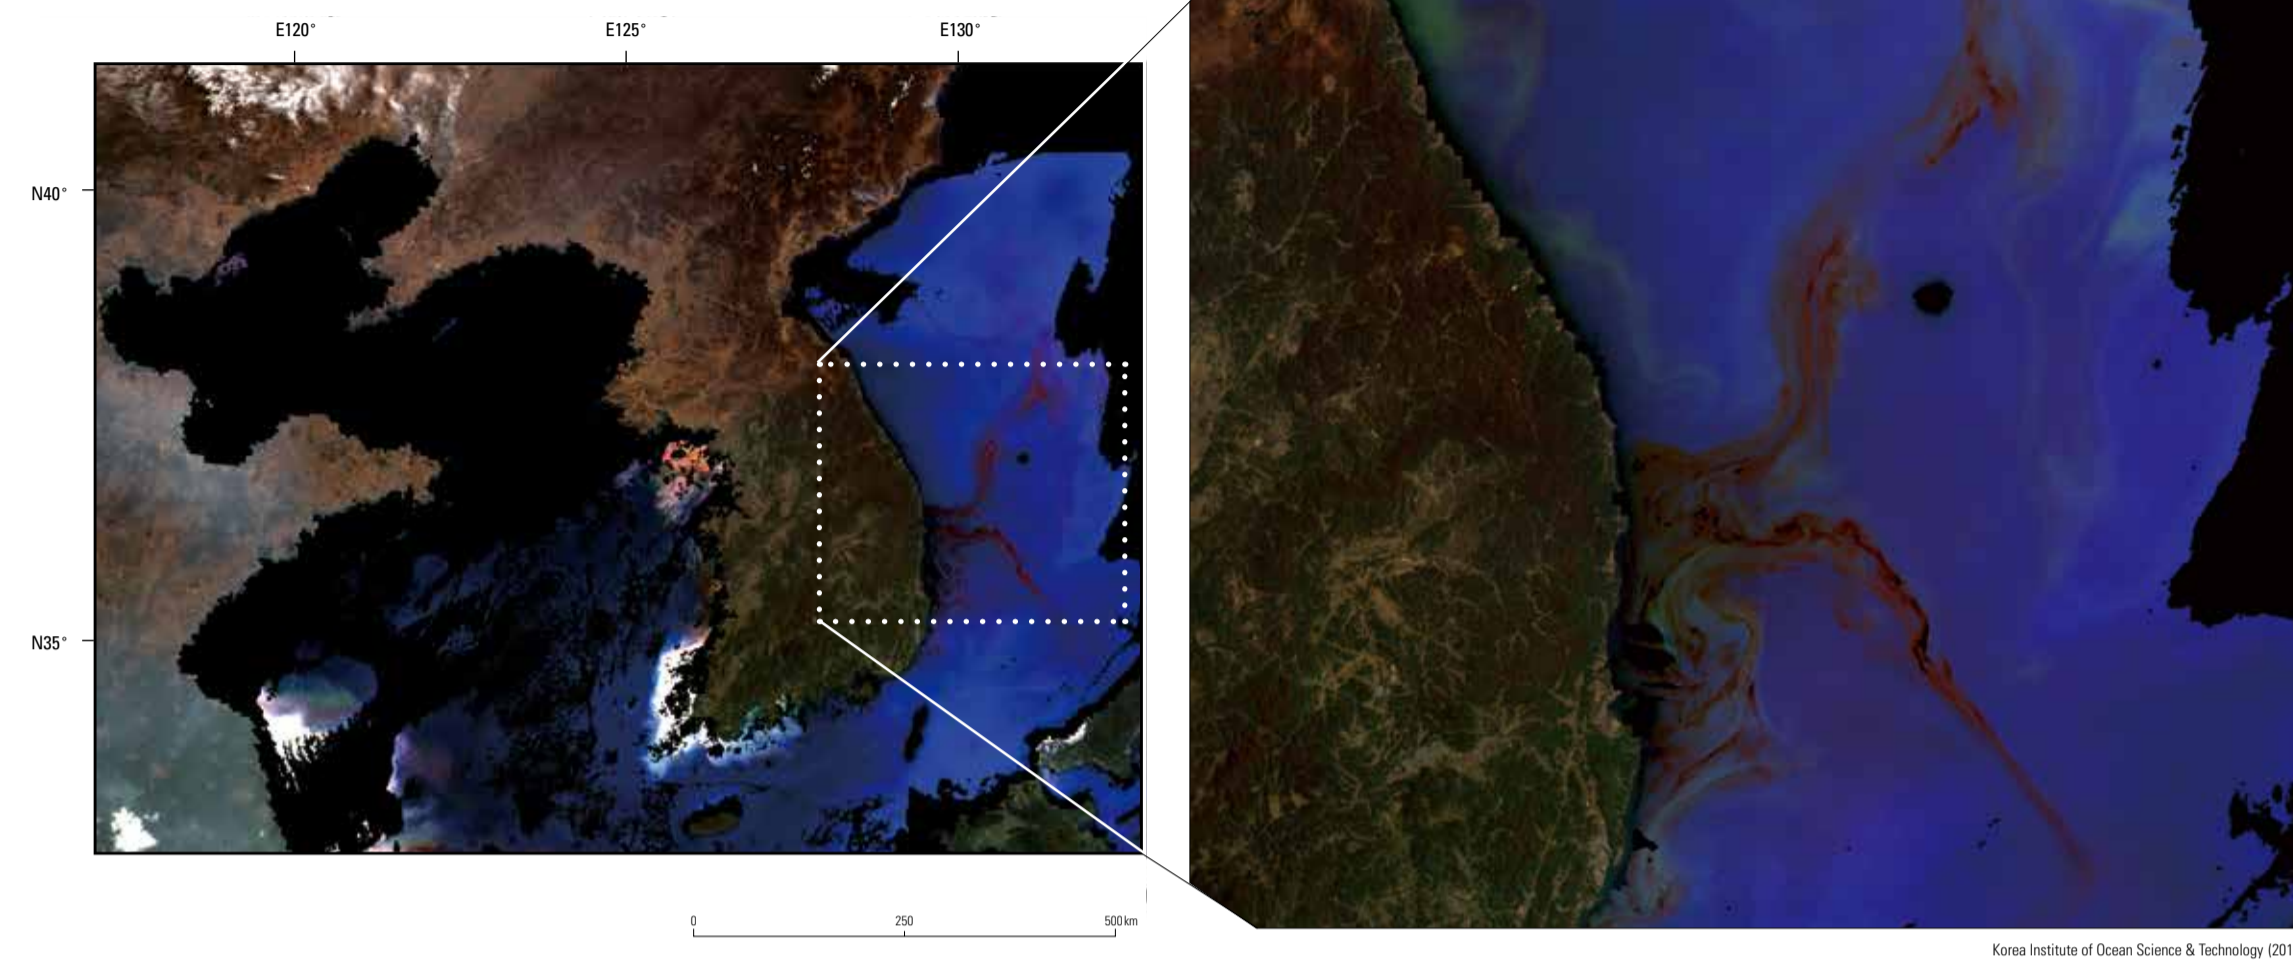 E120° E125° E130°
N40°
N35°
0 250 500 km
Korea Institute of Ocean Science & Technology (201